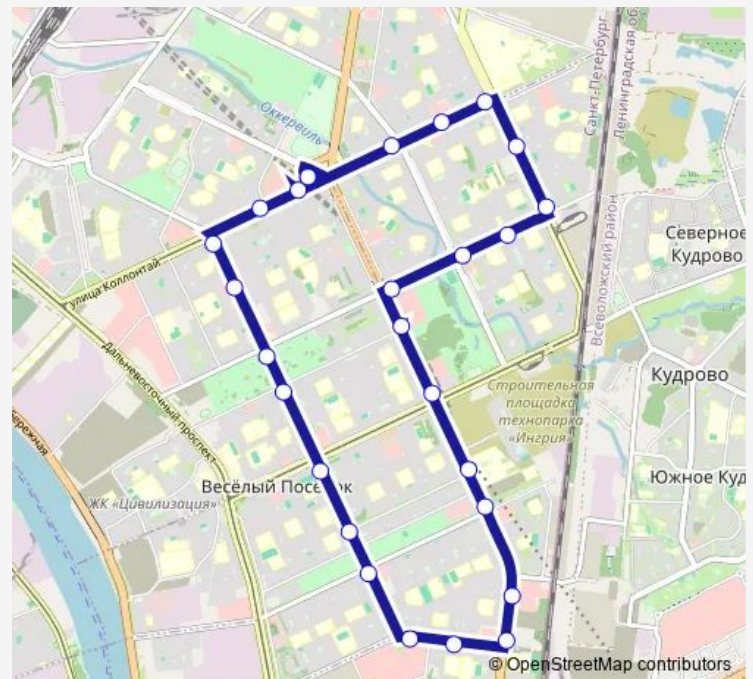 Санкт-Петербург
Ленинградская об
Оккервиль
Северное
Кудрово
Всеволожский район
улица Коллонтай
Дальневосточный проспект
Кудрово
Строительная
площадка
технопарка
«Ингрия»
Весёлый Посёлок
ЖК «Цивилизация»
Южное Куд
© OpenStreetMap contributors